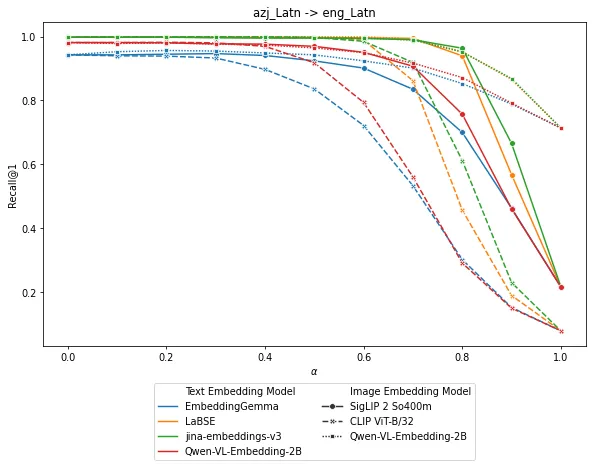 azj_Latn -> eng_Latn
Recall@1
1.0
0.8
0.6
0.4
0.2
0.0 0.2 0.4 0.6 0.8 1.0
α
Text Embedding Model
EmbeddingGemma
LaBSE
jina-embeddings-v3
Qwen-VL-Embedding-2B
Image Embedding Model
SigLIP 2 So400m
CLIP ViT-B/32
Qwen-VL-Embedding-2B